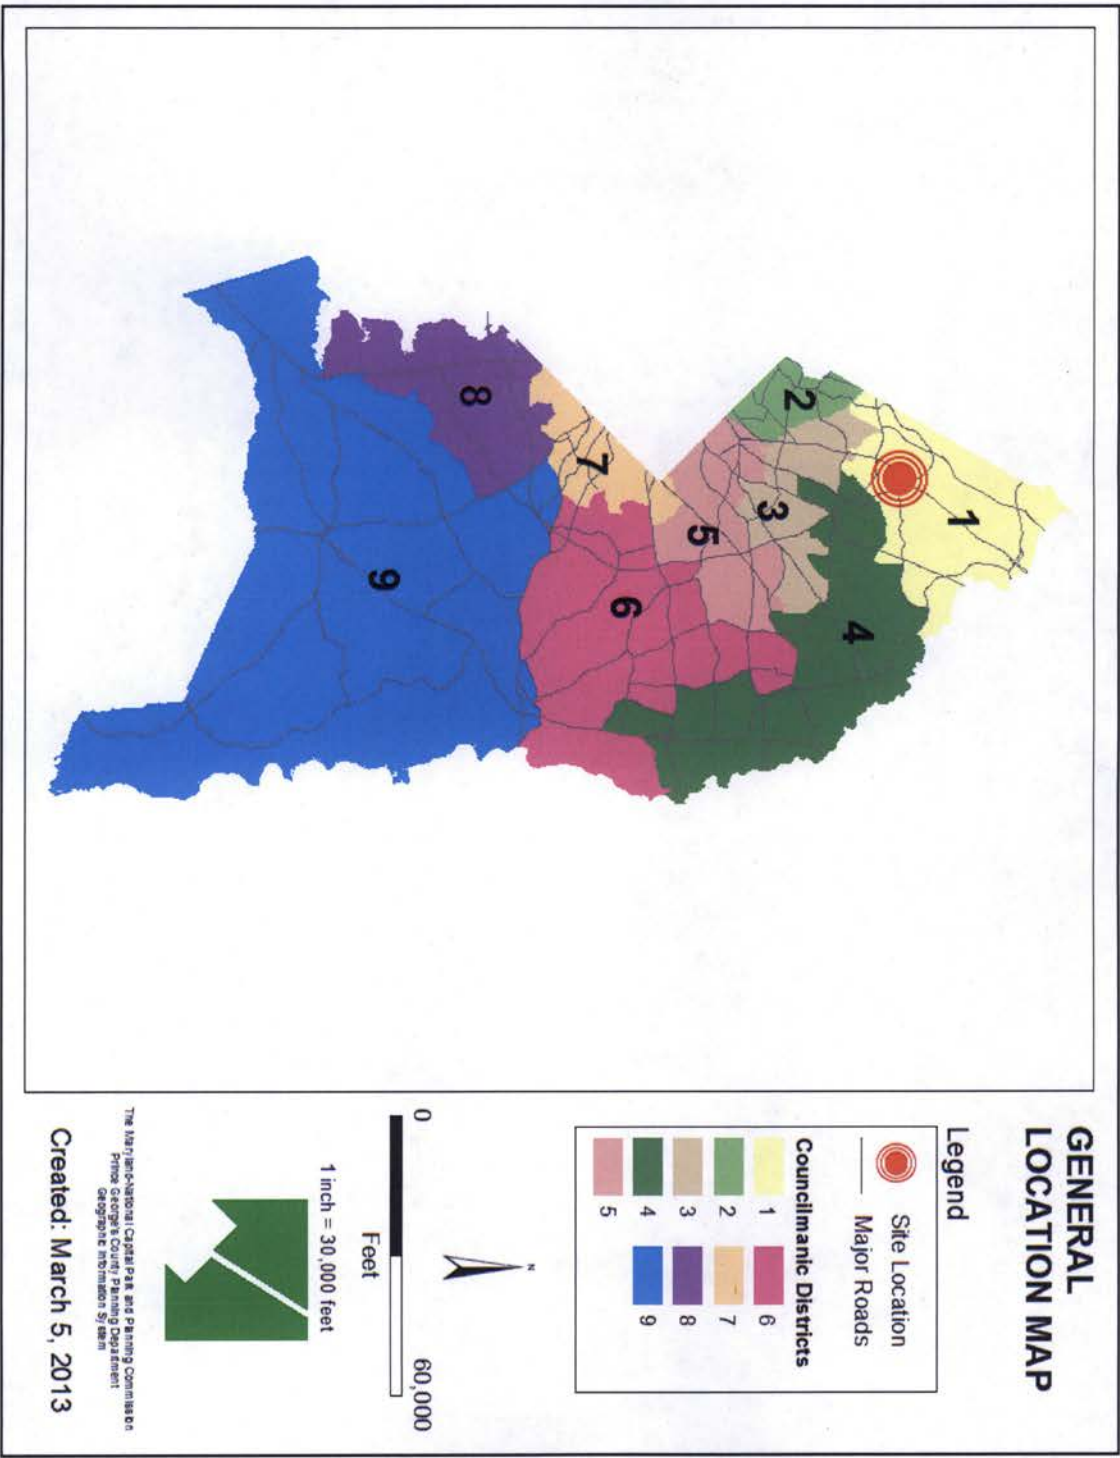 GENERAL
LOCATION MAP
Legend
Site Location
Major Roads
Councilmanic Districts
1
2
3
4
5
6
7
8
9
N
0
60,000
Feet
1 inch = 30,000 feet
The Maryland-National Capital Park and Planning Commission
Prince George's County Planning Department
Geographic Information System
Created: March 5, 2013
1
2
3
4
5
6
7
8
9